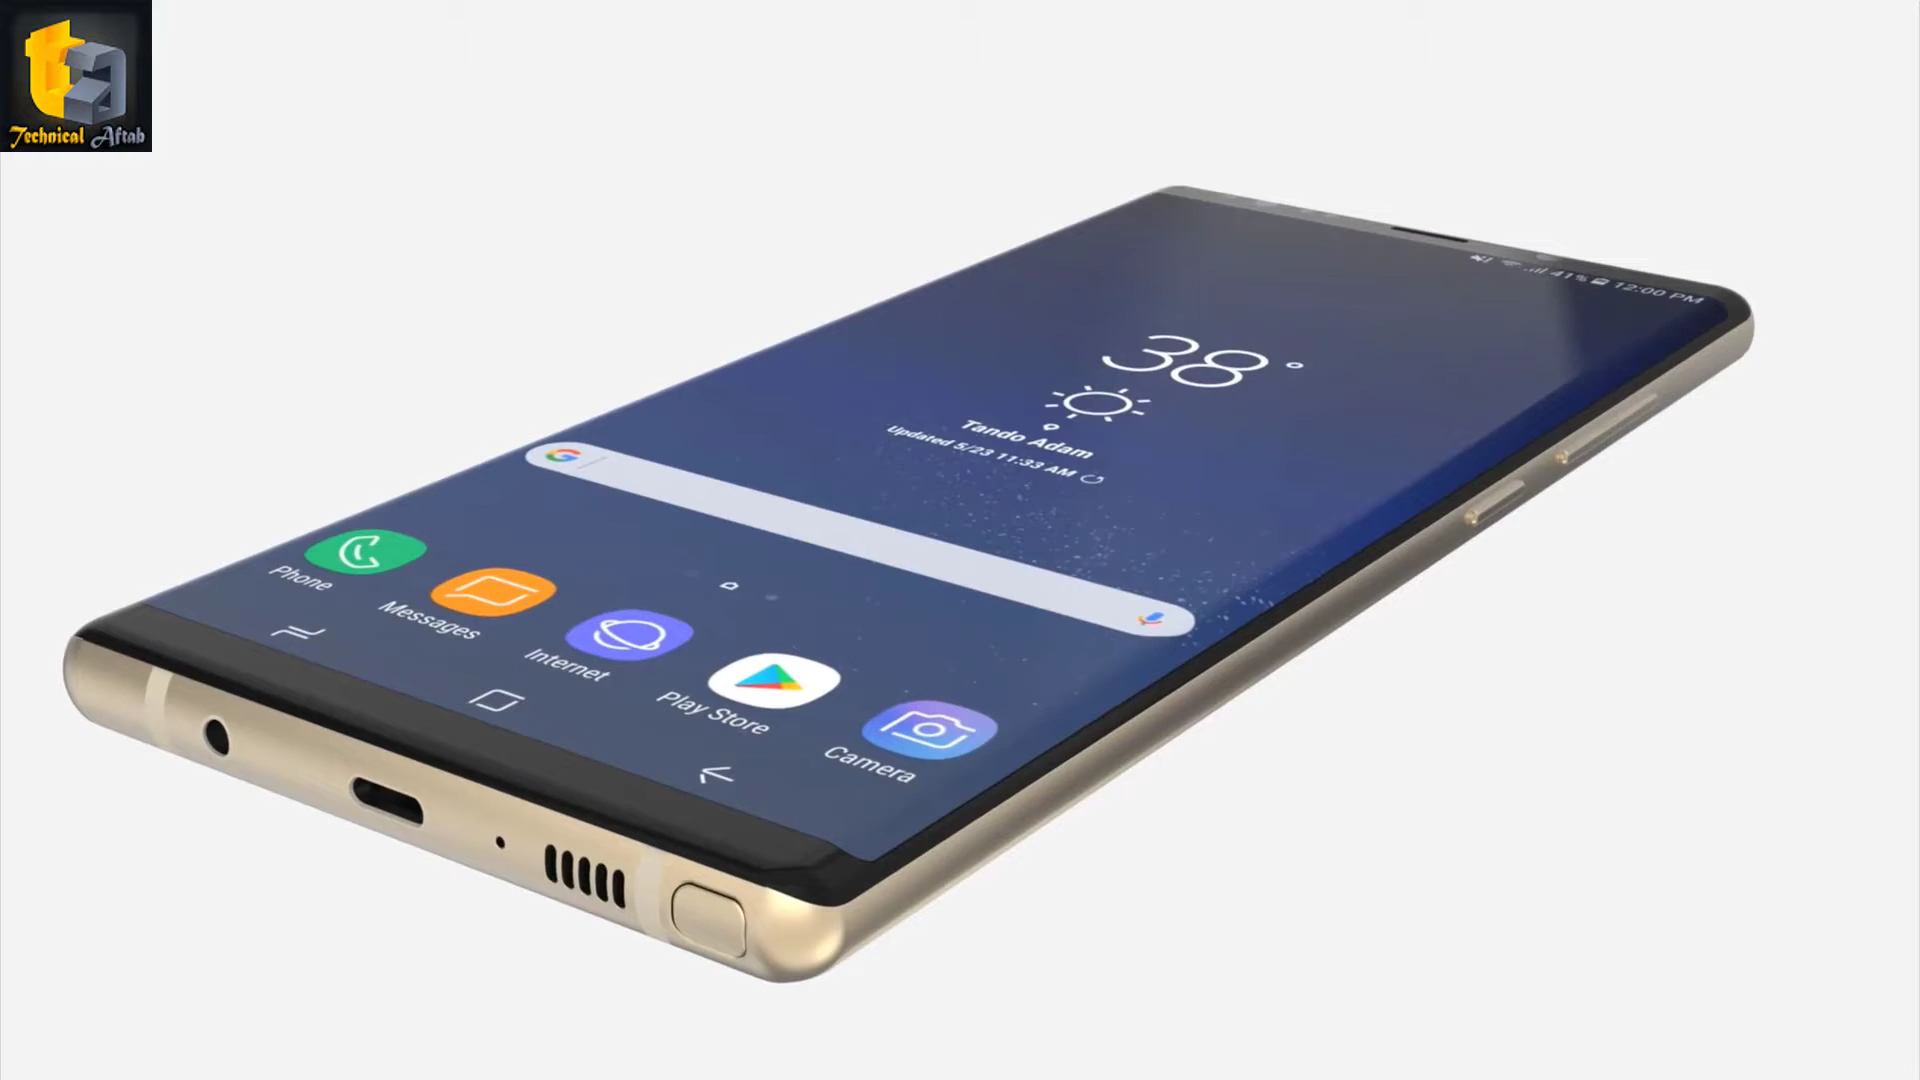 Technical Aftab
41% 12:00 PM
38°
Tando Adam
Updated 5/23 11:33 AM
Phone
Messages
Internet
Play Store
Camera